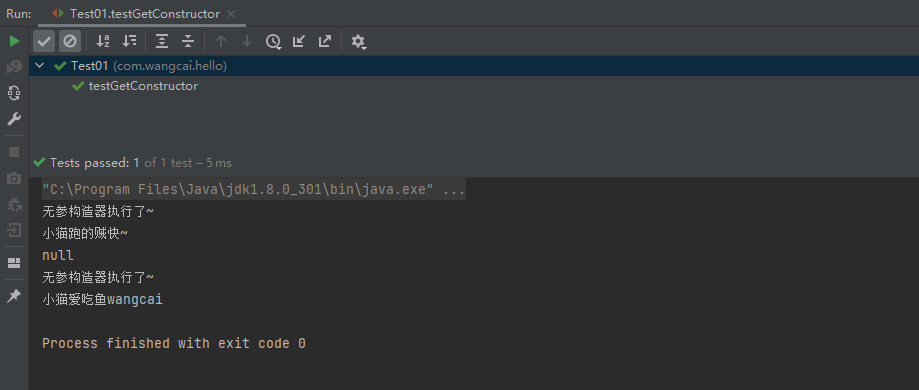 Run: Test01.testGetConstructor
Test01 (com.wangcai.hello)
testGetConstructor
Tests passed: 1 of 1 test – 5 ms
"C:\Program Files\Java\jdk1.8.0_301\bin\java.exe" ...
无参构造器执行了~
小猫跑的贼快~
null
无参构造器执行了~
小猫爱吃鱼wangcai
Process finished with exit code 0